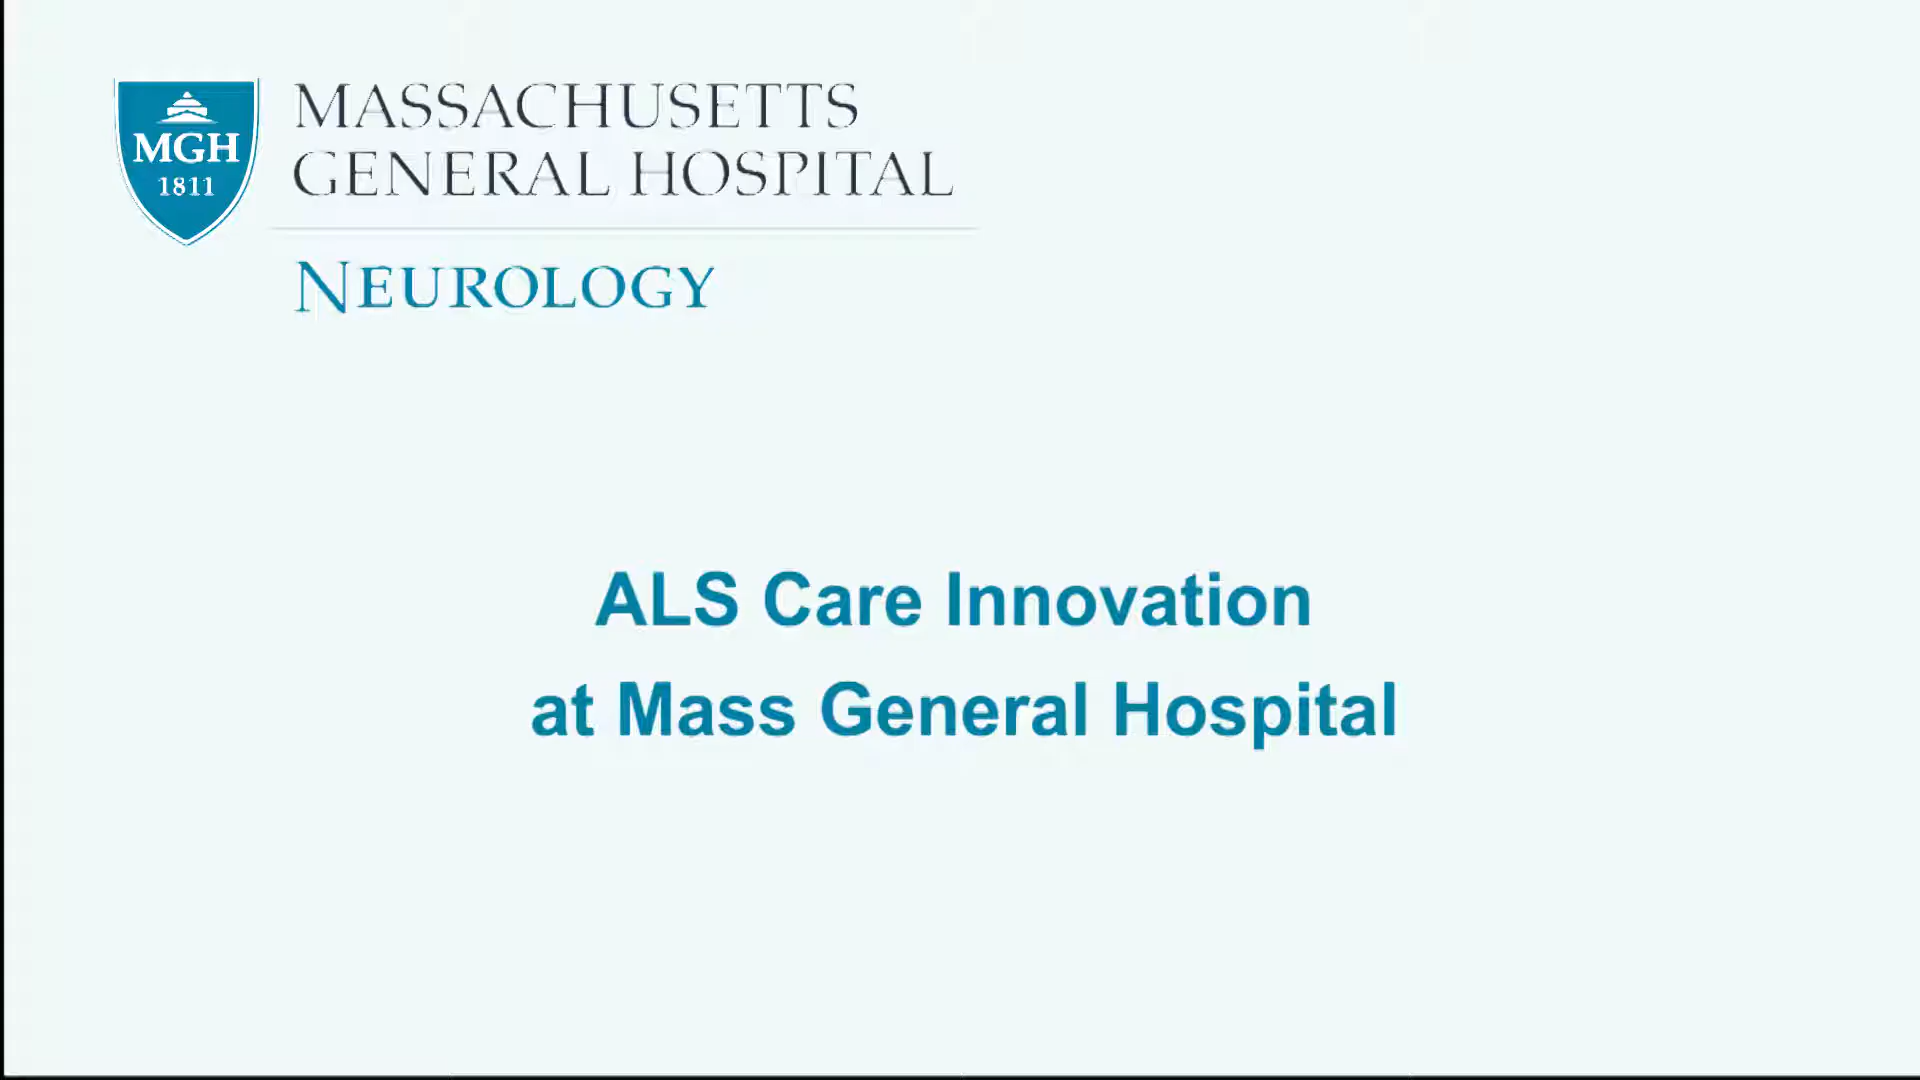 MGH
1811
MASSACHUSETTS
GENERAL HOSPITAL
NEUROLOGY
ALS Care Innovation
at Mass General Hospital